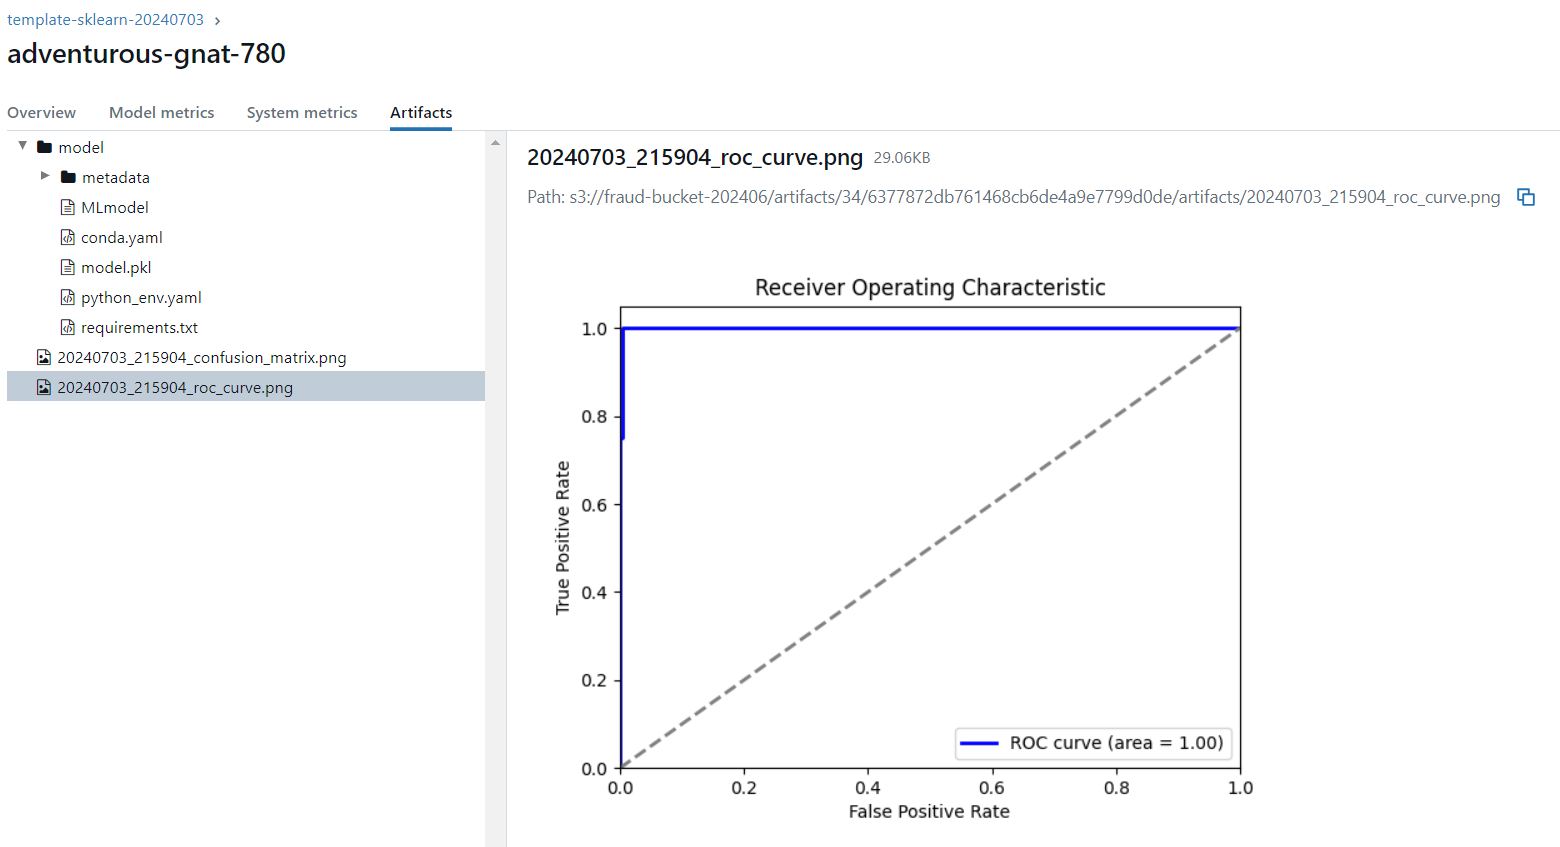 template-sklearn-20240703 ›
adventurous-gnat-780
Overview Model metrics System metrics Artifacts
model
metadata
MLmodel
conda.yaml
model.pkl
python_env.yaml
requirements.txt
20240703_215904_confusion_matrix.png
20240703_215904_roc_curve.png
20240703_215904_roc_curve.png 29.06KB
Path: s3://fraud-bucket-202406/artifacts/34/6377872db761468cb6de4a9e7799d0de/artifacts/20240703_215904_roc_curve.png
Receiver Operating Characteristic
1.0
0.8
0.6
0.4
0.2
0.0
True Positive Rate
ROC curve (area = 1.00)
0.0 0.2 0.4 0.6 0.8 1.0
False Positive Rate